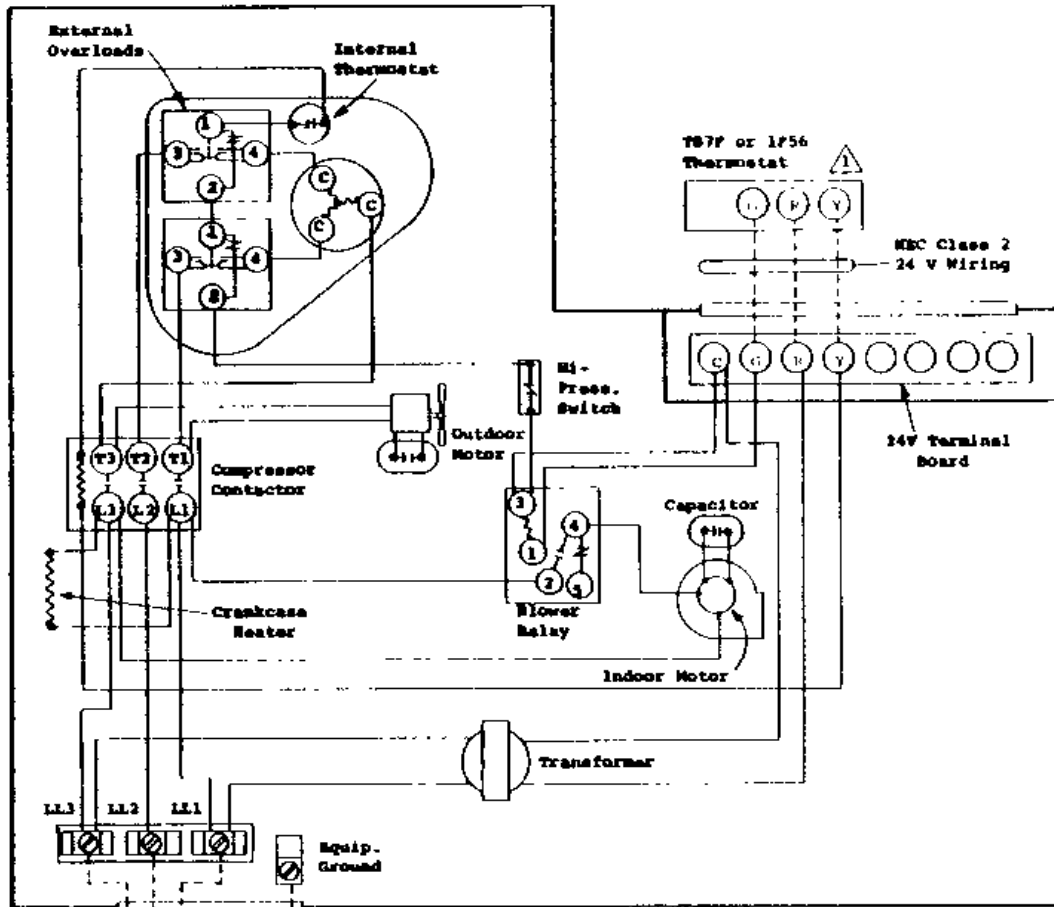 External
Overloads
Internal
Thermostat
1
3
4
2
C
C
C
1
3
4
2
T87F or 1F56
Thermostat
1
G
R
Y
NEC Class 2
24 V Wiring
C
G
R
Y
24V Terminal
Board
Hi-
Press.
Switch
Outdoor
Motor
T3
T2
T1
L3
L2
L1
Compressor
Contactor
3
4
1
2
5
Blower
Relay
Capacitor
Crankcase
Heater
Indoor Motor
Transformer
LL3
LL2
LL1
Equip.
Ground